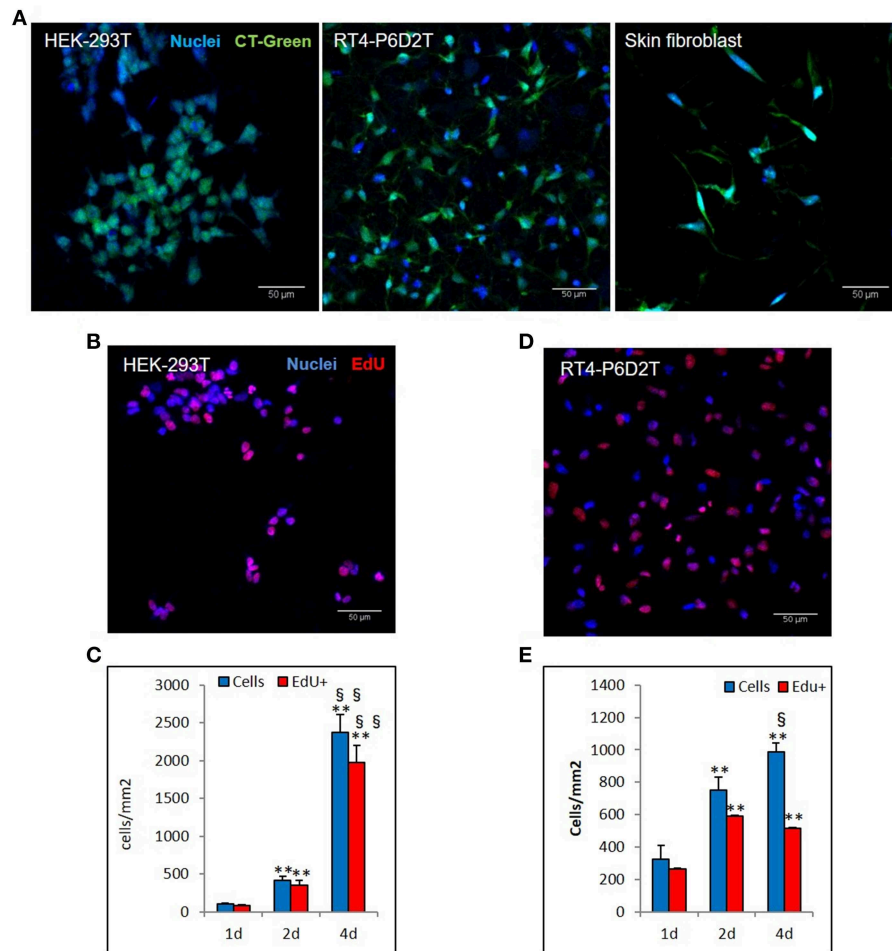 A
HEK-293T Nuclei CT-Green
RT4-P6D2T
Skin fibroblast
50 µm
50 µm
50 µm
B
HEK-293T Nuclei EdU
50 µm
D
RT4-P6D2T
50 µm
C
Cells EdU+
3000
2500
2000
1500
1000
500
0
cells/mm2
§ §
**
§ §
**
** **
1d 2d 4d
E
Cells Edu+
1400
1200
1000
800
600
400
200
0
Cells/mm2
§
**
**
**
**
1d 2d 4d